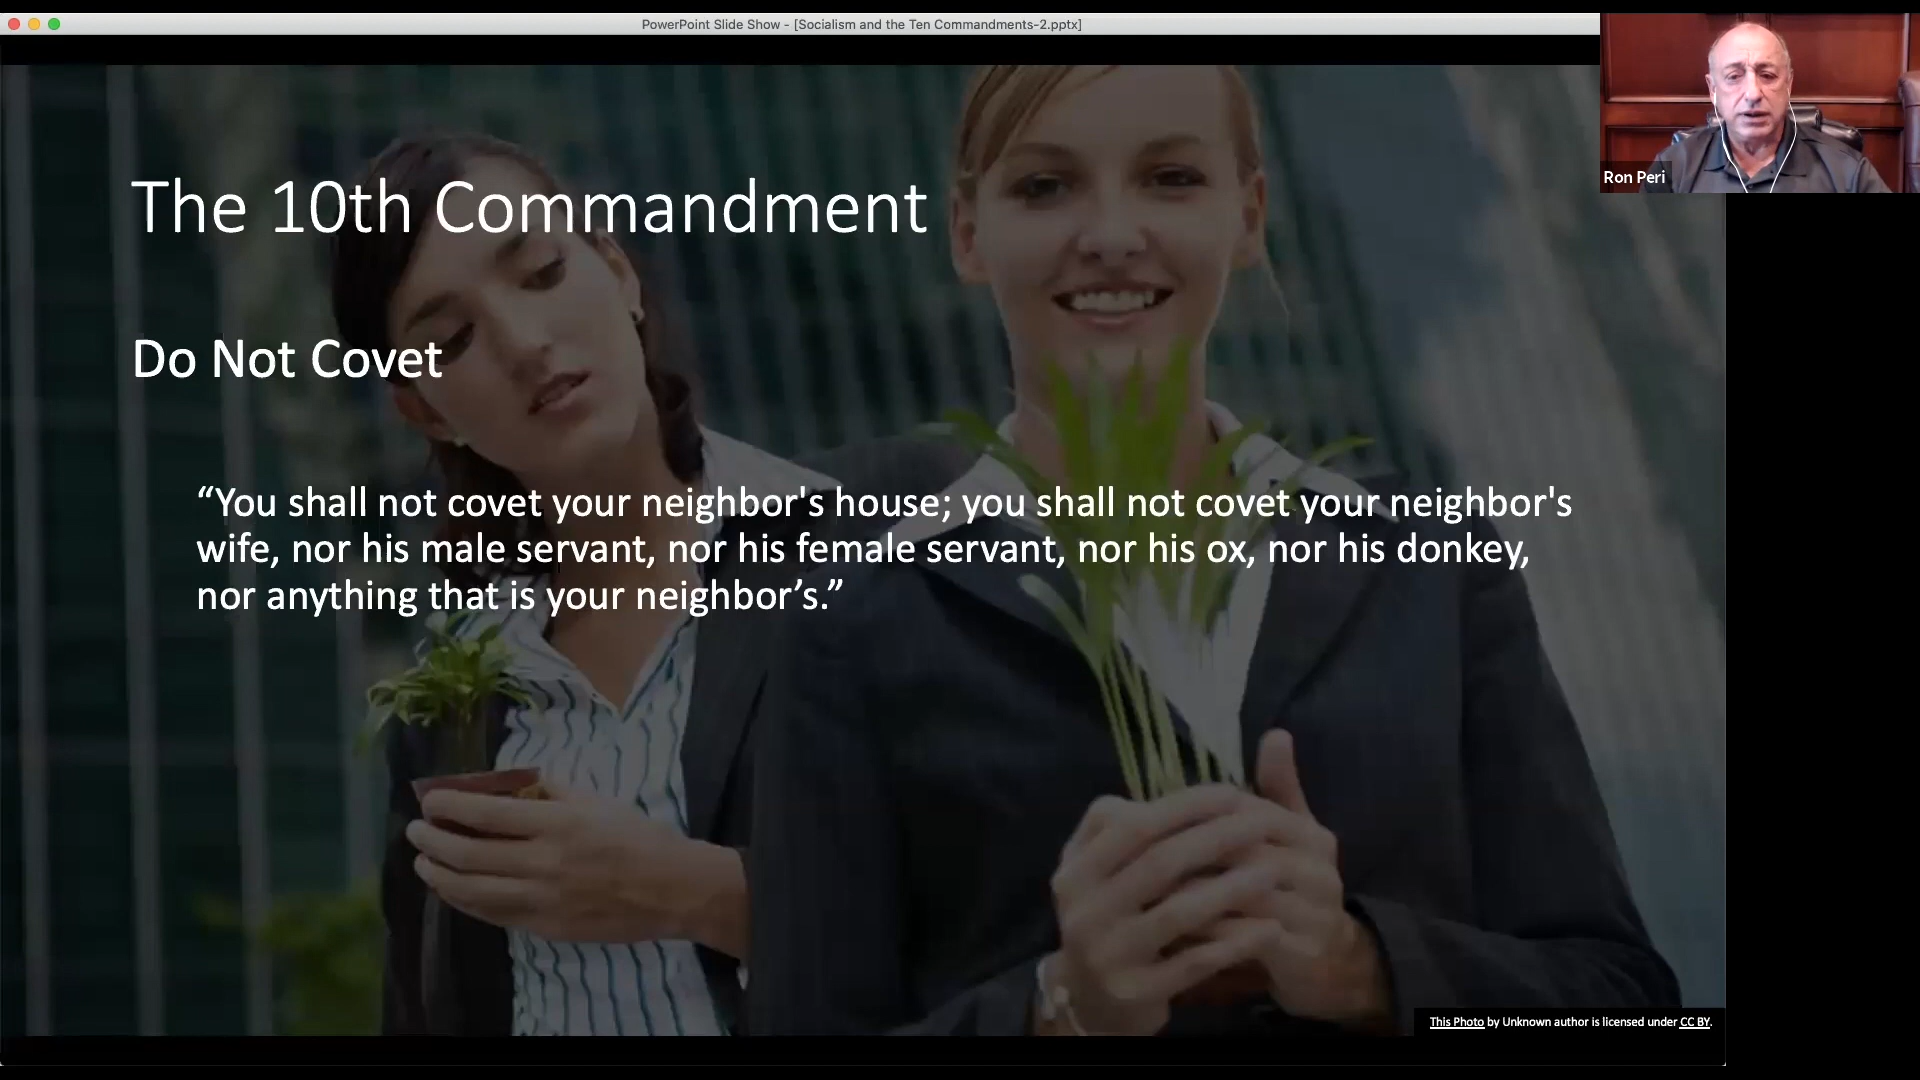 PowerPoint Slide Show - [Socialism and the Ten Commandments-2.pptx]
Ron Peri
The 10th Commandment
Do Not Covet
“You shall not covet your neighbor's house; you shall not covet your neighbor's
wife, nor his male servant, nor his female servant, nor his ox, nor his donkey,
nor anything that is your neighbor’s.”
This Photo by Unknown author is licensed under CC BY.